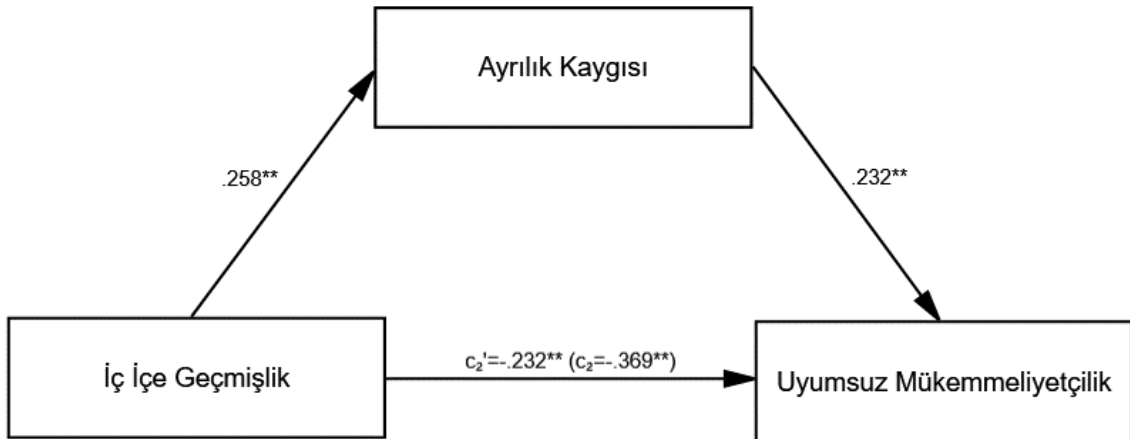 Ayrılık Kaygısı
.258**
.232**
İç İçe Geçmişlik
c₂'=-.232** (c₂=-.369**)
Uyumsuz Mükemmeliyetçilik